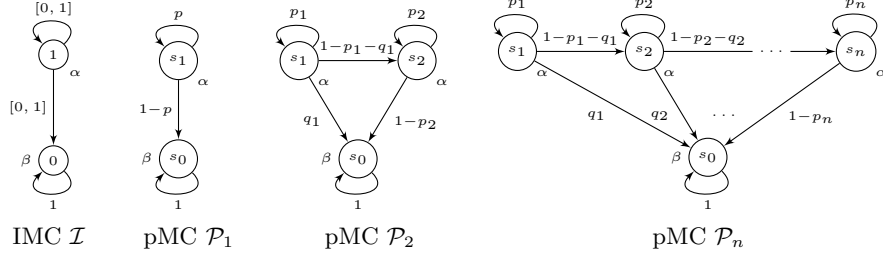 [0, 1] p p₁ p₂ p₁ p₂ pₙ
1 s₁ s₁ 1−p₁−q₁ s₂ s₁ 1−p₁−q₁ s₂ 1−p₂−q₂ · · · sₙ
α α α α α α α
[0, 1] 1−p q₁ 1−p₂ q₁ q₂ · · · 1−pₙ
β 0 β s₀ β s₀ β s₀
1 1 1 1
IMC ℐ pMC 𝒫₁ pMC 𝒫₂ pMC 𝒫ₙ